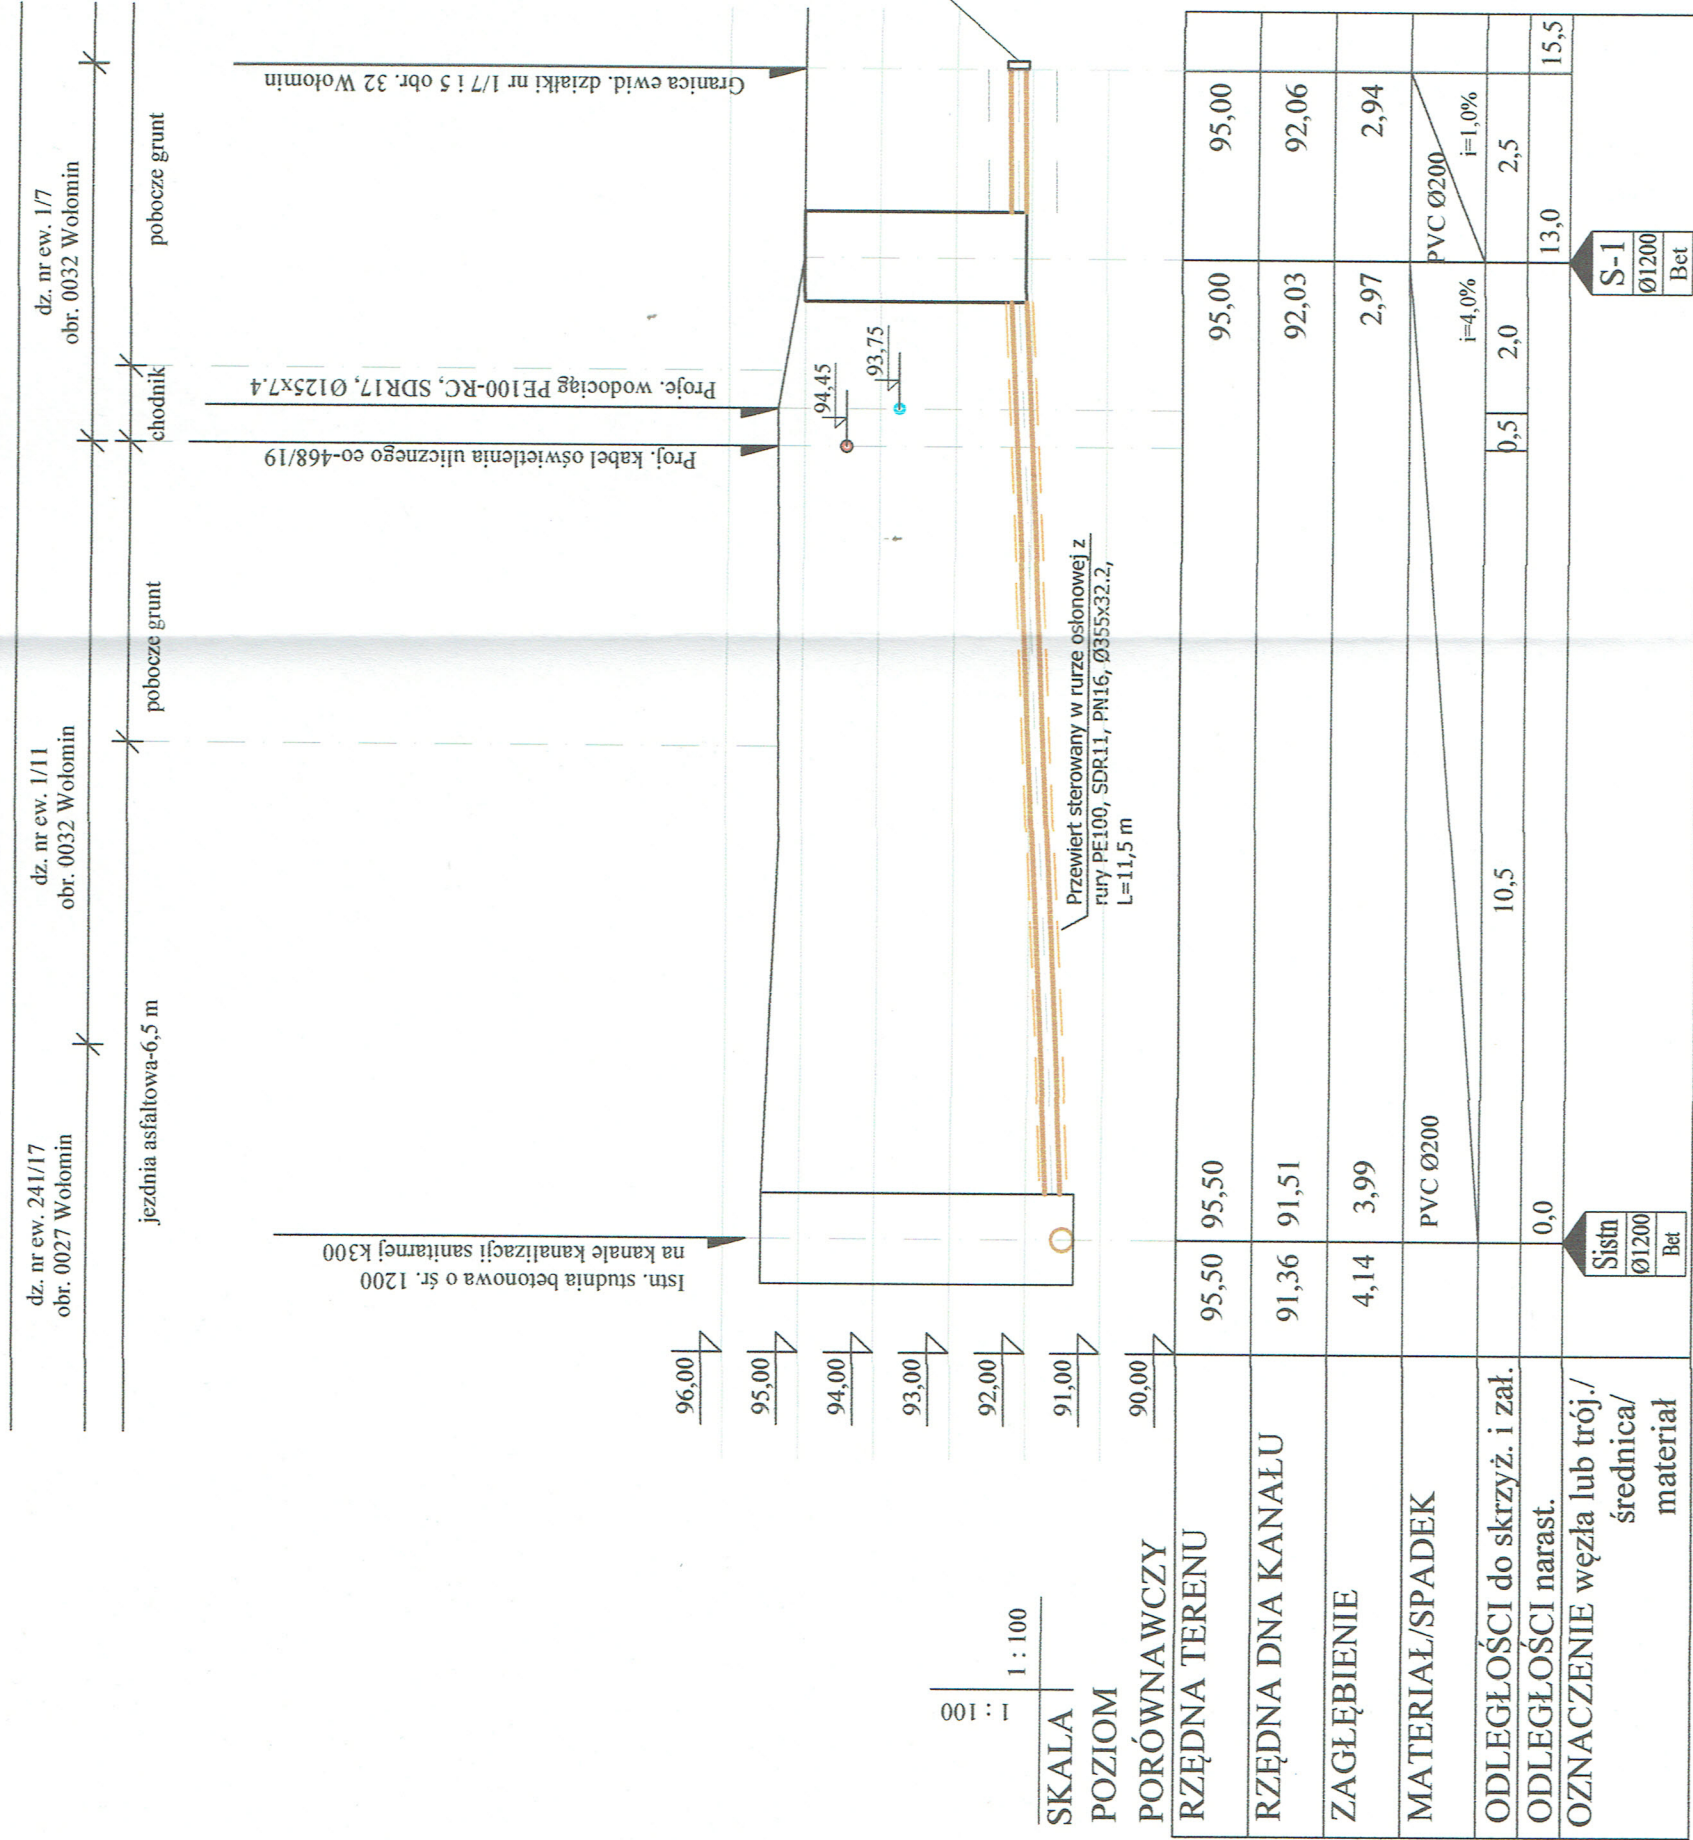 dz. nr ew. 241/17
obr. 0027 Wołomin
dz. nr ew. 1/11
obr. 0032 Wołomin
dz. nr ew. 1/7
obr. 0032 Wołomin
jezdnia asfaltowa-6,5 m
pobocze grunt
chodnik
pobocze grunt
Istn. studnia betonowa o śr. 1200
na kanale kanalizacji sanitarnej k300
Proj. kabel oświetlenia ulicznego eo-468/19
Proje. wodociąg PE100-RC, SDR17, Ø125x7.4
Granica ewid. działki nr 1/7 i 5 obr. 32 Wołomin
94,45
93,75
Przewiert sterowany w rurze osłonowej z
rury PE100, SDR11, PN16, Ø355x32.2,
L=11,5 m
96,00
95,00
94,00
93,00
92,00
91,00
90,00
1 : 100
1 : 100
SKALA
POZIOM
PORÓWNAWCZY
RZĘDNA TERENU 95,50 95,50 95,00 95,00
RZĘDNA DNA KANAŁU 91,36 91,51 92,03 92,06
ZAGŁĘBIENIE 4,14 3,99 2,97 2,94
MATERIAŁ/SPADEK PVC Ø200 i=4,0% PVC Ø200 i=1,0%
ODLEGŁOŚCI do skrzyż. i zał. 10,5 0,5 2,0 2,5
ODLEGŁOŚCI narast. 0,0 13,0 15,5
OZNACZENIE węzła lub trój./
średnica/
materiał
Sistn
Ø1200
Bet
S-1
Ø1200
Bet